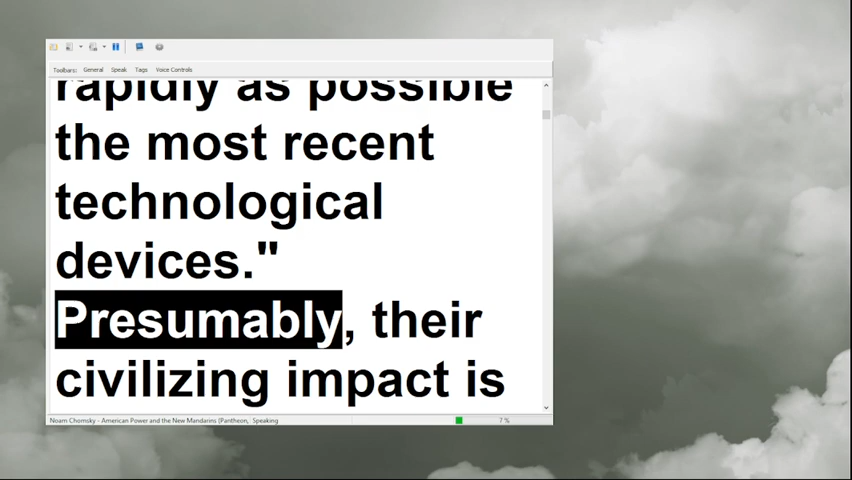 Toolbars: General Speak Tags Voice Controls
rapidly as possible
the most recent
technological
devices."
Presumably, their
civilizing impact is
Noam Chomsky - American Power and the New Mandarins (Pantheon, Speaking 7 %